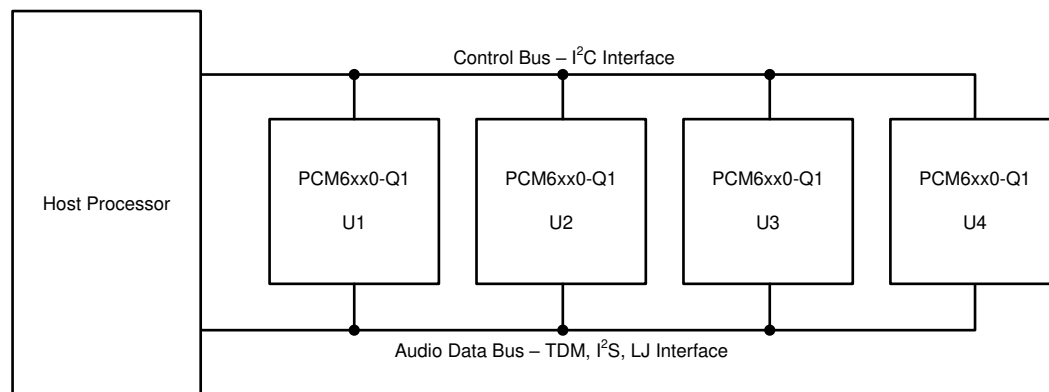 Control Bus – I²C Interface
PCM6xx0-Q1 PCM6xx0-Q1 PCM6xx0-Q1 PCM6xx0-Q1
Host Processor
U1 U2 U3 U4
Audio Data Bus – TDM, I²S, LJ Interface